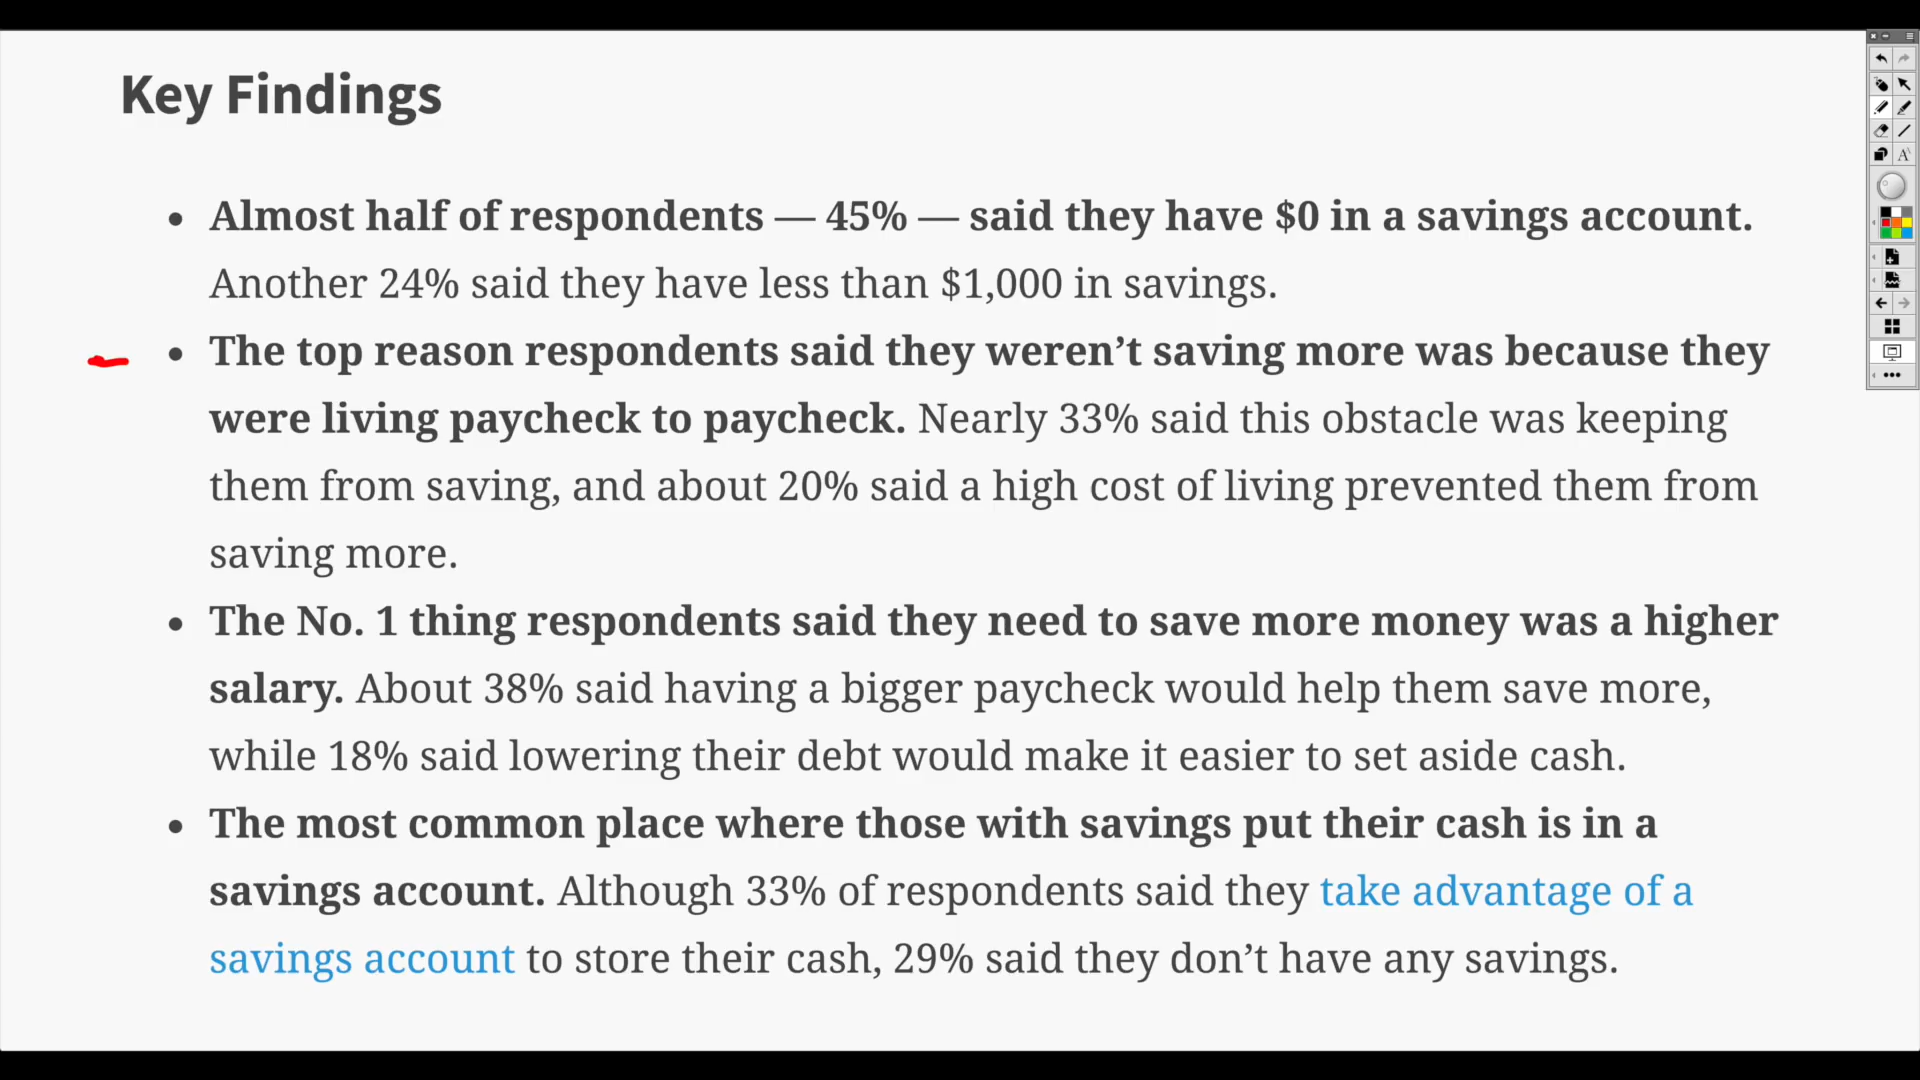 Key Findings
• Almost half of respondents — 45% — said they have $0 in a savings account.
Another 24% said they have less than $1,000 in savings.
• The top reason respondents said they weren’t saving more was because they
were living paycheck to paycheck. Nearly 33% said this obstacle was keeping
them from saving, and about 20% said a high cost of living prevented them from
saving more.
• The No. 1 thing respondents said they need to save more money was a higher
salary. About 38% said having a bigger paycheck would help them save more,
while 18% said lowering their debt would make it easier to set aside cash.
• The most common place where those with savings put their cash is in a
savings account. Although 33% of respondents said they take advantage of a
savings account to store their cash, 29% said they don’t have any savings.